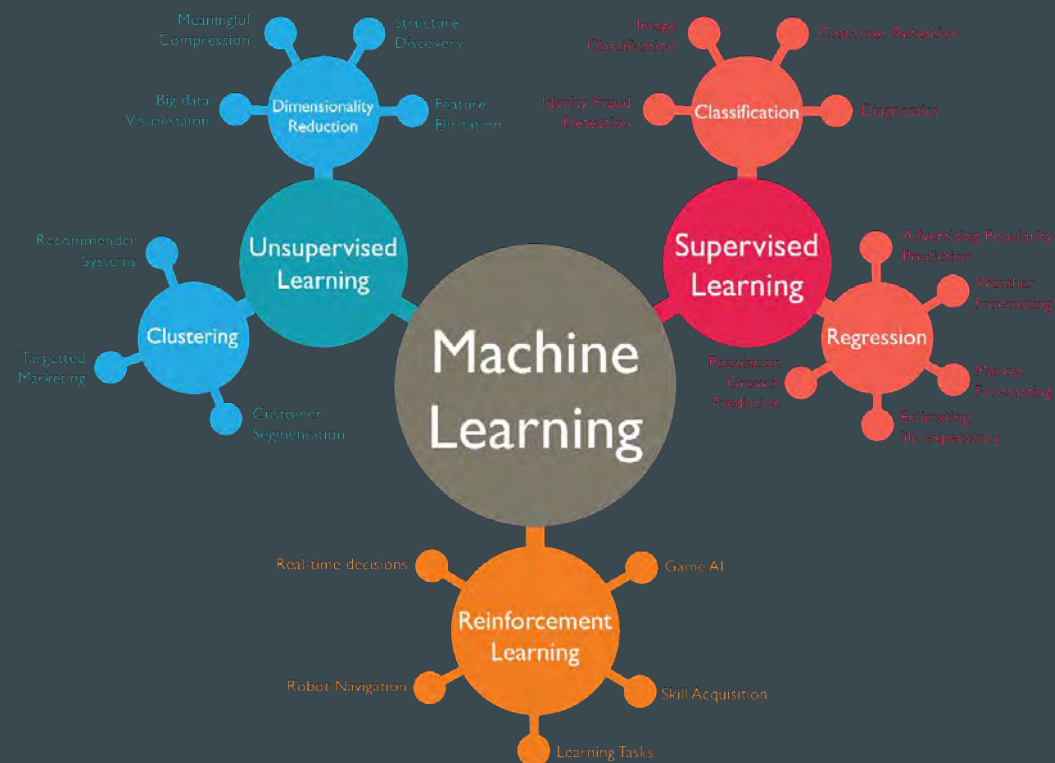 Meaningful
Compression
Structure
Discovery
Big data
Visualistaion
Dimensionality
Reduction
Feature
Elicitation
Image
Classification
Customer Retention
Idenity Fraud
Detection
Classification
Diagnostics
Unsupervised
Learning
Supervised
Learning
Recommender
Systems
Clustering
Targetted
Marketing
Customer
Segmentation
Machine
Learning
Advertising Popularity
Prediction
Weather
Forecasting
Regression
Population
Growth
Prediction
Market
Forecasting
Estimating
life expectancy
Real-time decisions
Game AI
Reinforcement
Learning
Robot Navigation
Skill Acquisition
Learning Tasks